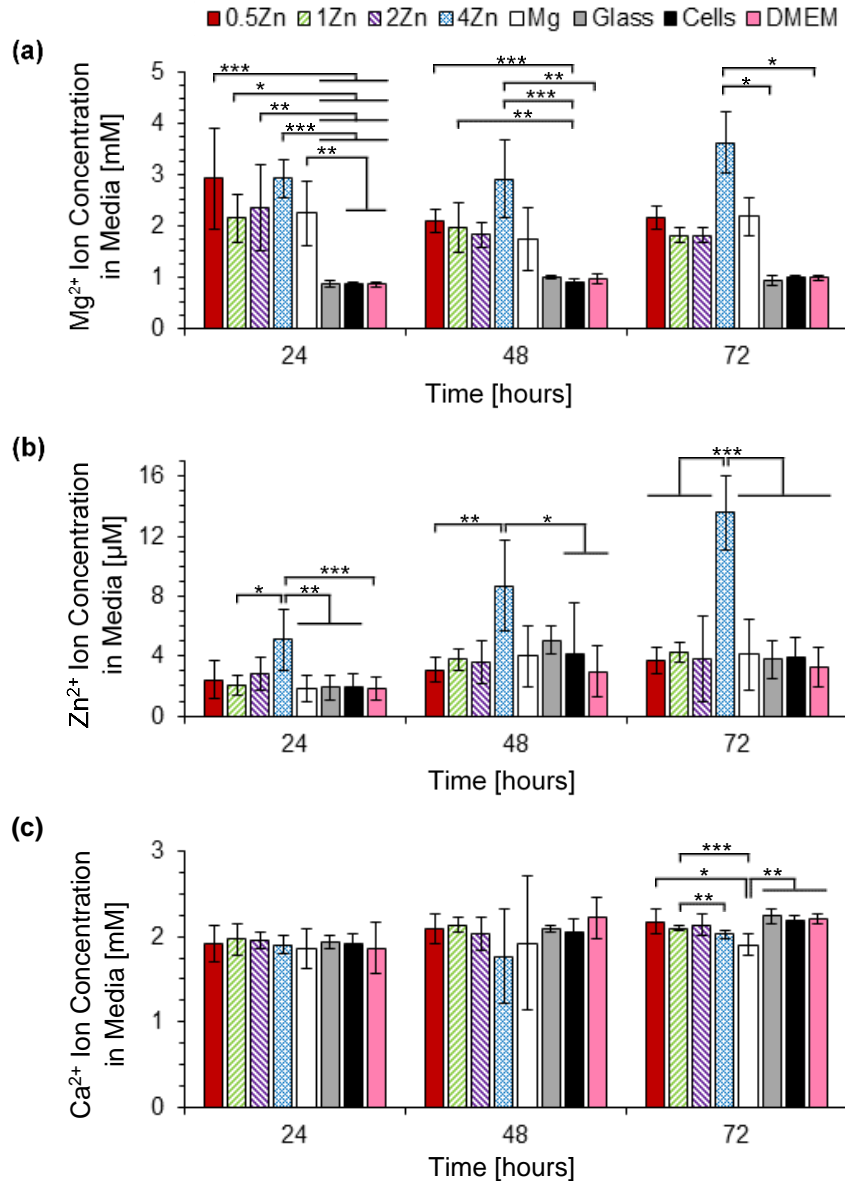 0.5Zn 1Zn 2Zn 4Zn Mg Glass Cells DMEM
(a)
Mg²⁺ Ion Concentration
in Media [mM]
5
4
3
2
1
0
*** * ** *** **
*** ** *** **
* *
24 48 72
Time [hours]
(b)
Zn²⁺ Ion Concentration
in Media [µM]
16
12
8
4
0
* ** ***
** *
***
24 48 72
Time [hours]
(c)
Ca²⁺ Ion Concentration
in Media [mM]
3
2
1
0
***
* **
**
24 48 72
Time [hours]